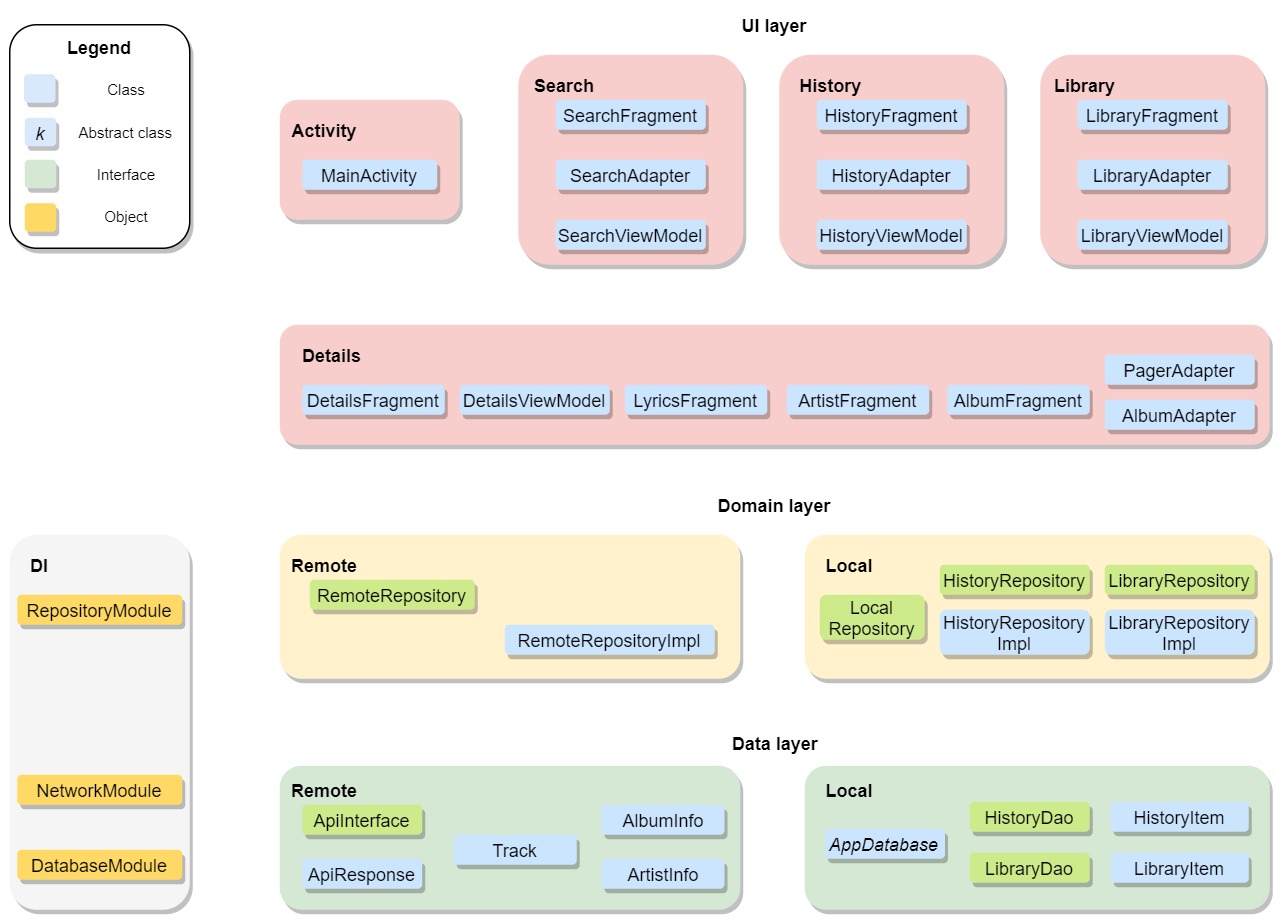 Legend
Class
k
Abstract class
Interface
Object
UI layer
Activity
MainActivity
Search
SearchFragment
SearchAdapter
SearchViewModel
History
HistoryFragment
HistoryAdapter
HistoryViewModel
Library
LibraryFragment
LibraryAdapter
LibraryViewModel
Details
DetailsFragment
DetailsViewModel
LyricsFragment
ArtistFragment
AlbumFragment
PagerAdapter
AlbumAdapter
DI
RepositoryModule
NetworkModule
DatabaseModule
Domain layer
Remote
RemoteRepository
RemoteRepositoryImpl
Local
Local
Repository
HistoryRepository
LibraryRepository
HistoryRepository
Impl
LibraryRepository
Impl
Data layer
Remote
ApiInterface
ApiResponse
Track
AlbumInfo
ArtistInfo
Local
AppDatabase
HistoryDao
LibraryDao
HistoryItem
LibraryItem